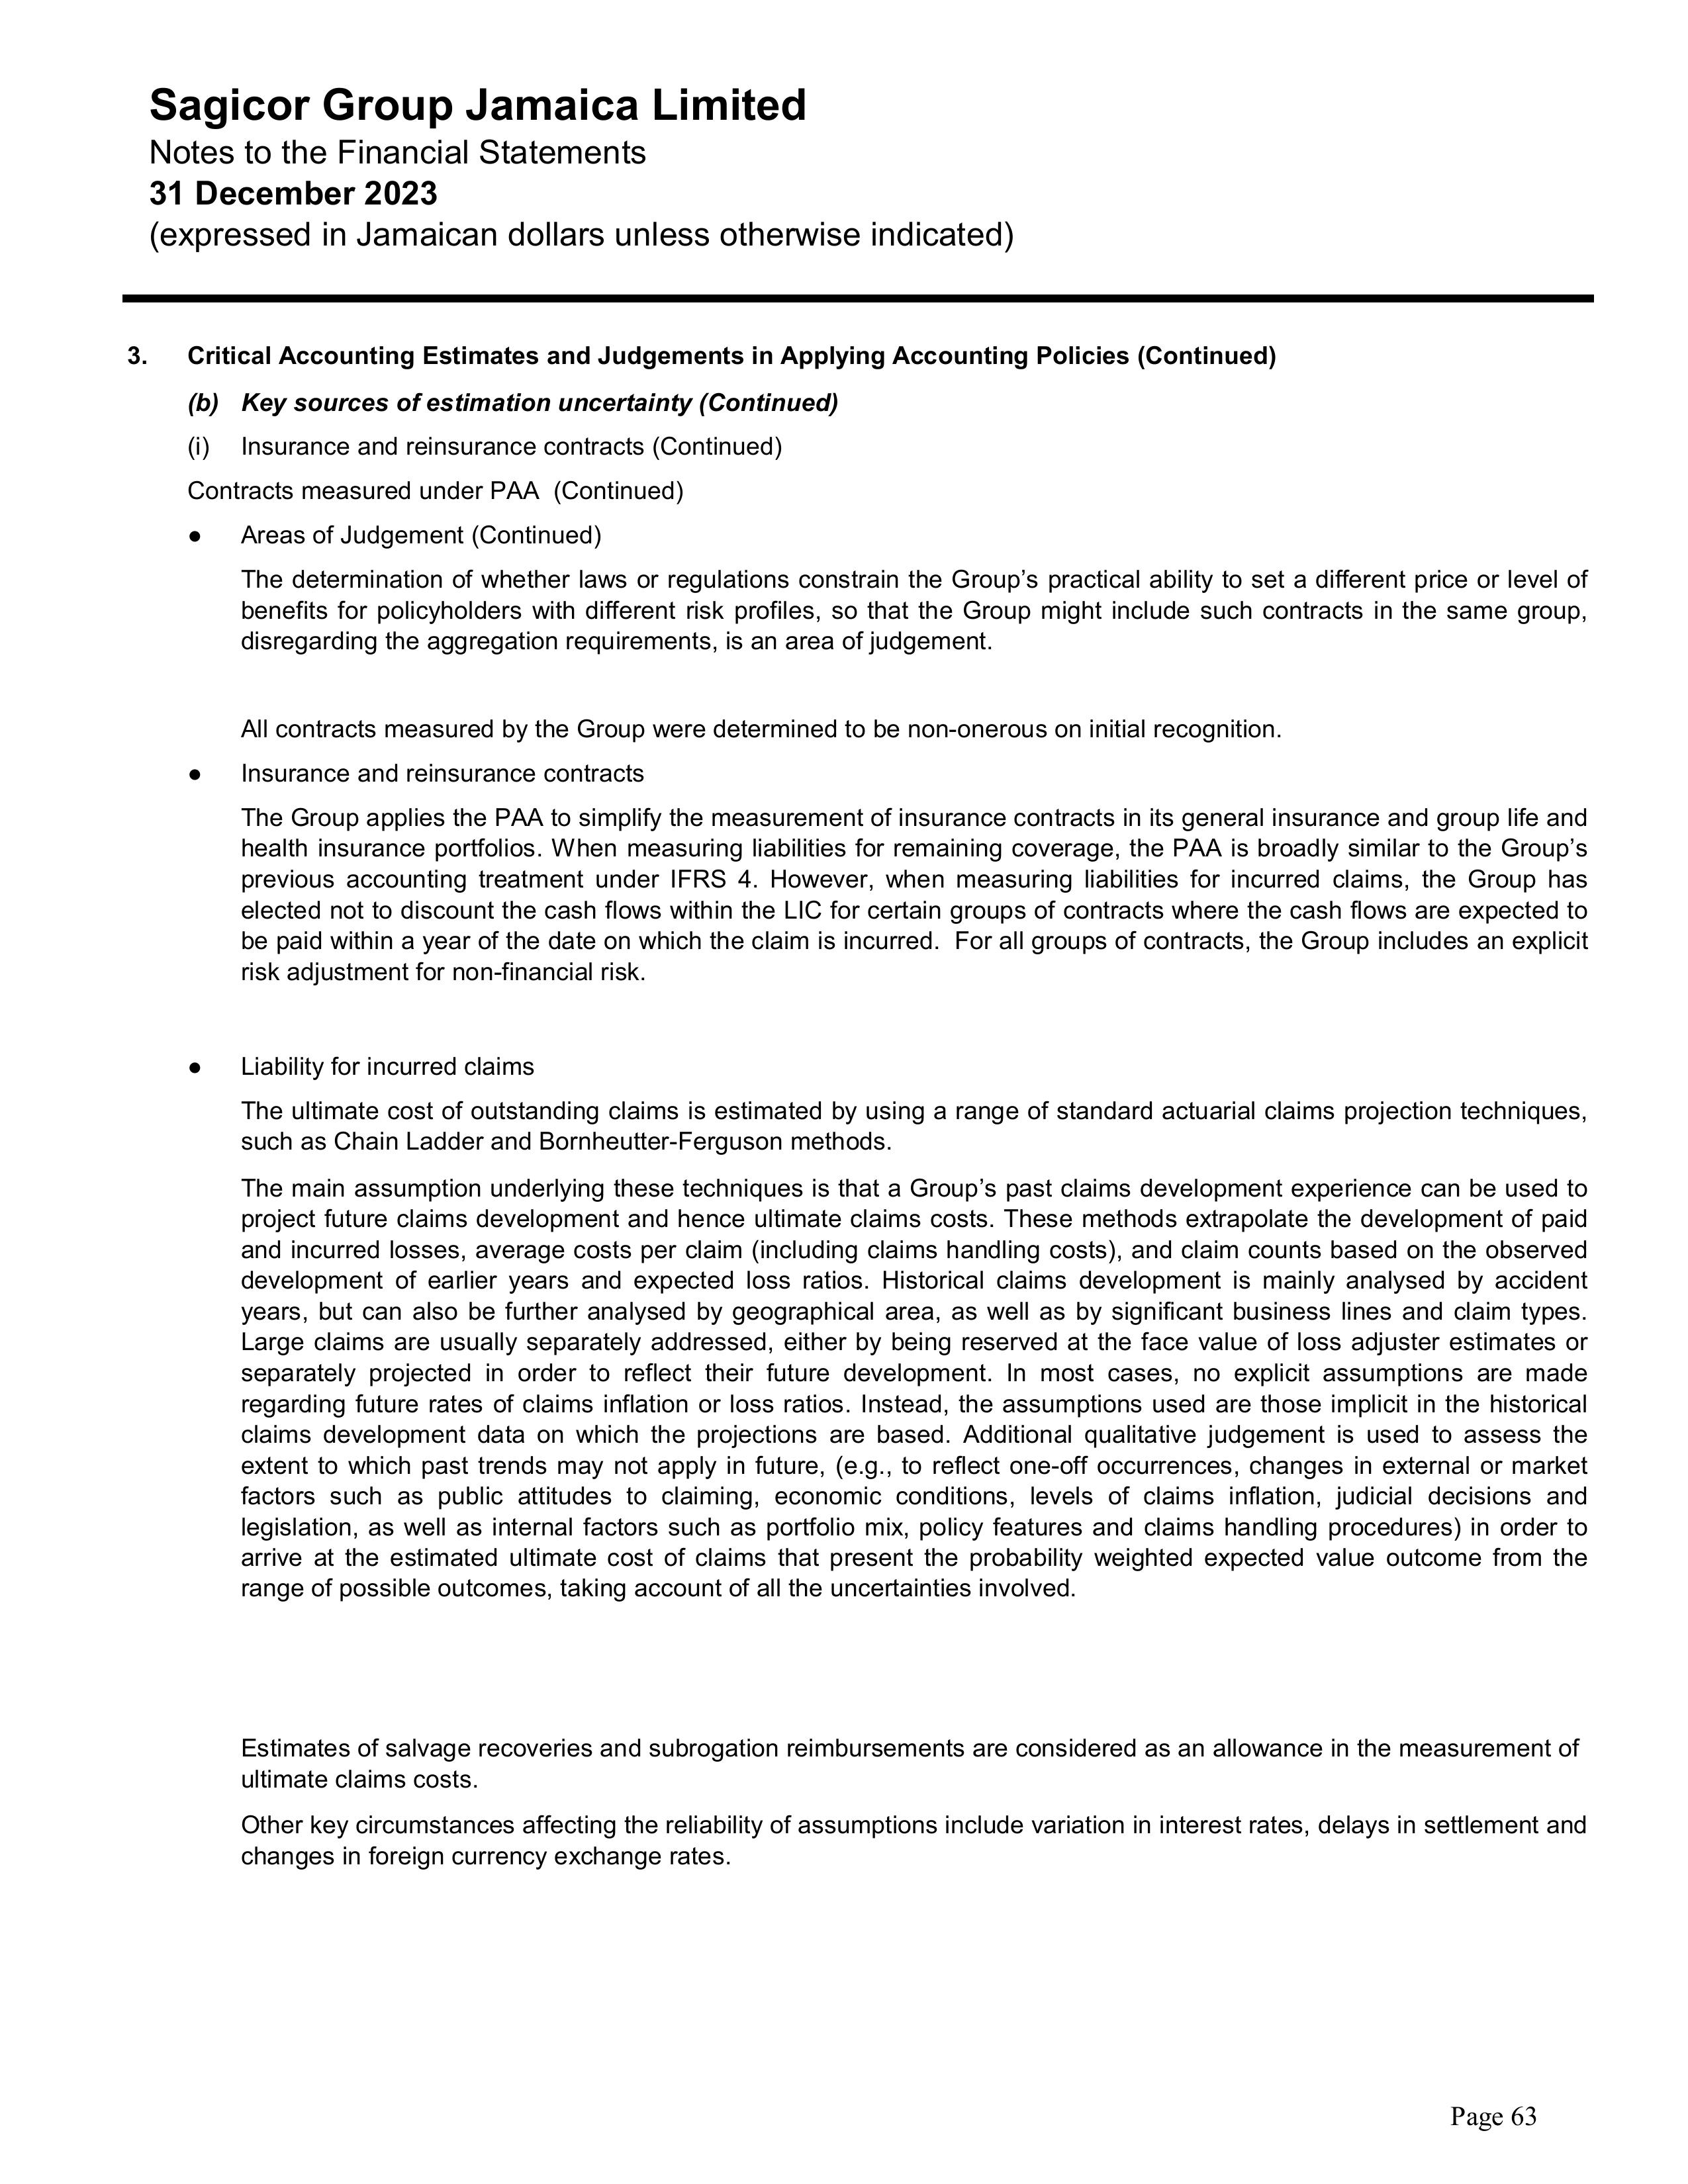 Sagicor Group Jamaica Limited
Notes to the Financial Statements
31 December 2023
(expressed in Jamaican dollars unless otherwise indicated)
3. Critical Accounting Estimates and Judgements in Applying Accounting Policies (Continued)
(b) Key sources of estimation uncertainty (Continued)
(i) Insurance and reinsurance contracts (Continued)
Contracts measured under PAA (Continued)
● Areas of Judgement (Continued)
The determination of whether laws or regulations constrain the Group’s practical ability to set a different price or level of
benefits for policyholders with different risk profiles, so that the Group might include such contracts in the same group,
disregarding the aggregation requirements, is an area of judgement.
All contracts measured by the Group were determined to be non-onerous on initial recognition.
● Insurance and reinsurance contracts
The Group applies the PAA to simplify the measurement of insurance contracts in its general insurance and group life and
health insurance portfolios. When measuring liabilities for remaining coverage, the PAA is broadly similar to the Group’s
previous accounting treatment under IFRS 4. However, when measuring liabilities for incurred claims, the Group has
elected not to discount the cash flows within the LIC for certain groups of contracts where the cash flows are expected to
be paid within a year of the date on which the claim is incurred. For all groups of contracts, the Group includes an explicit
risk adjustment for non-financial risk.
● Liability for incurred claims
The ultimate cost of outstanding claims is estimated by using a range of standard actuarial claims projection techniques,
such as Chain Ladder and Bornheutter-Ferguson methods.
The main assumption underlying these techniques is that a Group’s past claims development experience can be used to
project future claims development and hence ultimate claims costs. These methods extrapolate the development of paid
and incurred losses, average costs per claim (including claims handling costs), and claim counts based on the observed
development of earlier years and expected loss ratios. Historical claims development is mainly analysed by accident
years, but can also be further analysed by geographical area, as well as by significant business lines and claim types.
Large claims are usually separately addressed, either by being reserved at the face value of loss adjuster estimates or
separately projected in order to reflect their future development. In most cases, no explicit assumptions are made
regarding future rates of claims inflation or loss ratios. Instead, the assumptions used are those implicit in the historical
claims development data on which the projections are based. Additional qualitative judgement is used to assess the
extent to which past trends may not apply in future, (e.g., to reflect one-off occurrences, changes in external or market
factors such as public attitudes to claiming, economic conditions, levels of claims inflation, judicial decisions and
legislation, as well as internal factors such as portfolio mix, policy features and claims handling procedures) in order to
arrive at the estimated ultimate cost of claims that present the probability weighted expected value outcome from the
range of possible outcomes, taking account of all the uncertainties involved.
Estimates of salvage recoveries and subrogation reimbursements are considered as an allowance in the measurement of
ultimate claims costs.
Other key circumstances affecting the reliability of assumptions include variation in interest rates, delays in settlement and
changes in foreign currency exchange rates.
Page 63